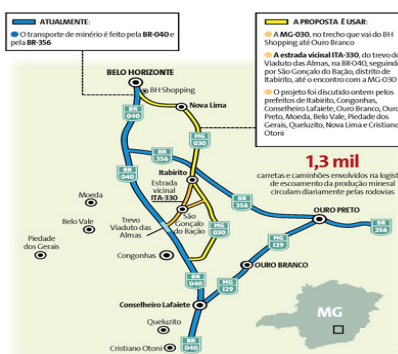 ATUALMENTE:
O transporte de minério é feito pela BR-040 e
pela BR-356
A PROPOSTA É USAR:
A MG-030, no trecho que vai do BH
Shopping até Ouro Branco
A estrada vicinal ITA-330, do trevo do
Viaduto das Almas, na BR-040, seguindo
por São Gonçalo do Bação, distrito de
Itabirito, até o encontro com a MG-030
O projeto foi discutido ontem pelos
prefeitos de Itabirito, Congonhas,
Conselheiro Lafaiete, Ouro Branco, Ouro
Preto, Moeda, Belo Vale, Piedade dos
Gerais, Queluzito, Nova Lima e Cristiano
Otoni
BELO HORIZONTE
BH Shopping
Nova Lima
BR
040
MG
030
BR
356
1,3 mil
carretas e caminhões envolvidos na logíst
de escoamento da produção mineral
circulam diariamente pelas rodovias
Itabirito
BR
040
Estrada
vicinal
ITA-330
Moeda
OURO PRETO
BR
356
BR
356
São
Gonçalo
do Bação
Belo Vale
Trevo
Viaduto das
Almas
MG
030
MG
129
Piedade
dos Gerais
Congonhas
OURO BRANCO
BR
040
MG
129
MG
Conselheiro Lafaiete
Queluzito
Cristiano Otoni
BR
040